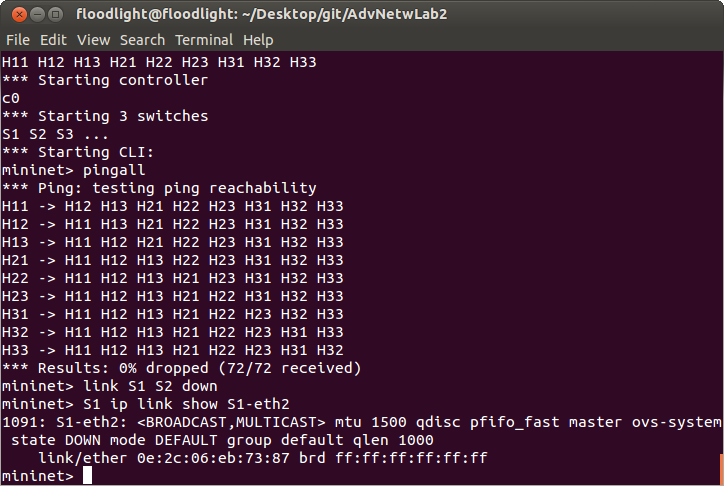 floodlight@floodlight: ~/Desktop/git/AdvNetwLab2
File Edit View Search Terminal Help
H11 H12 H13 H21 H22 H23 H31 H32 H33
*** Starting controller
c0
*** Starting 3 switches
S1 S2 S3 ...
*** Starting CLI:
mininet> pingall
*** Ping: testing ping reachability
H11 -> H12 H13 H21 H22 H23 H31 H32 H33
H12 -> H11 H13 H21 H22 H23 H31 H32 H33
H13 -> H11 H12 H21 H22 H23 H31 H32 H33
H21 -> H11 H12 H13 H22 H23 H31 H32 H33
H22 -> H11 H12 H13 H21 H23 H31 H32 H33
H23 -> H11 H12 H13 H21 H22 H31 H32 H33
H31 -> H11 H12 H13 H21 H22 H23 H32 H33
H32 -> H11 H12 H13 H21 H22 H23 H31 H33
H33 -> H11 H12 H13 H21 H22 H23 H31 H32
*** Results: 0% dropped (72/72 received)
mininet> link S1 S2 down
mininet> S1 ip link show S1-eth2
1091: S1-eth2: <BROADCAST,MULTICAST> mtu 1500 qdisc pfifo_fast master ovs-system
state DOWN mode DEFAULT group default qlen 1000
link/ether 0e:2c:06:eb:73:87 brd ff:ff:ff:ff:ff:ff
mininet>